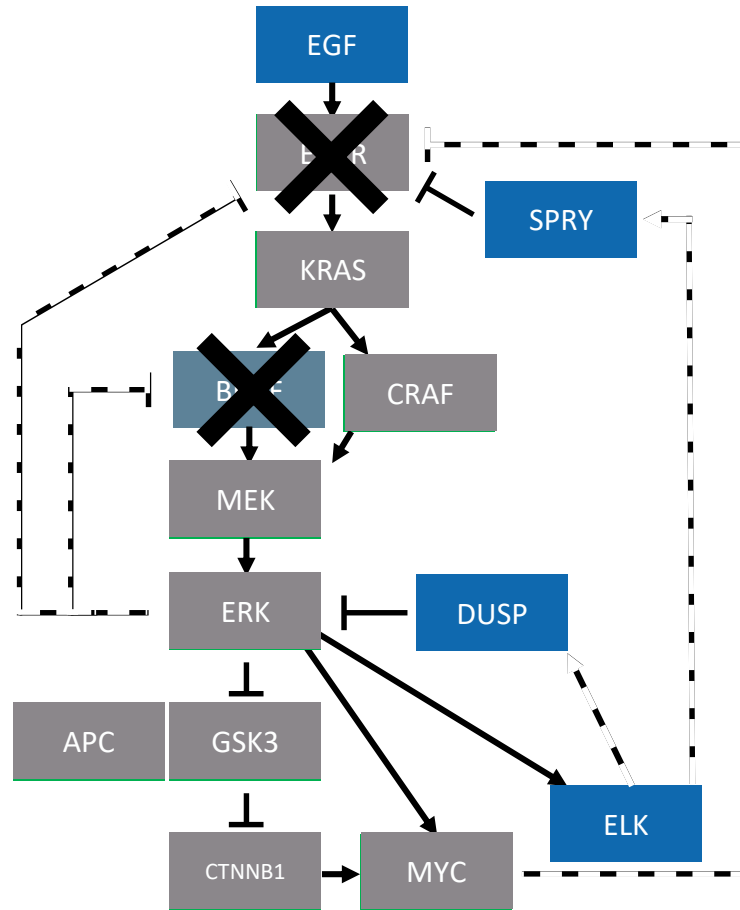 EGF
SPRY
KRAS
CRAF
MEK
ERK
DUSP
APC
GSK3
ELK
CTNNB1
MYC